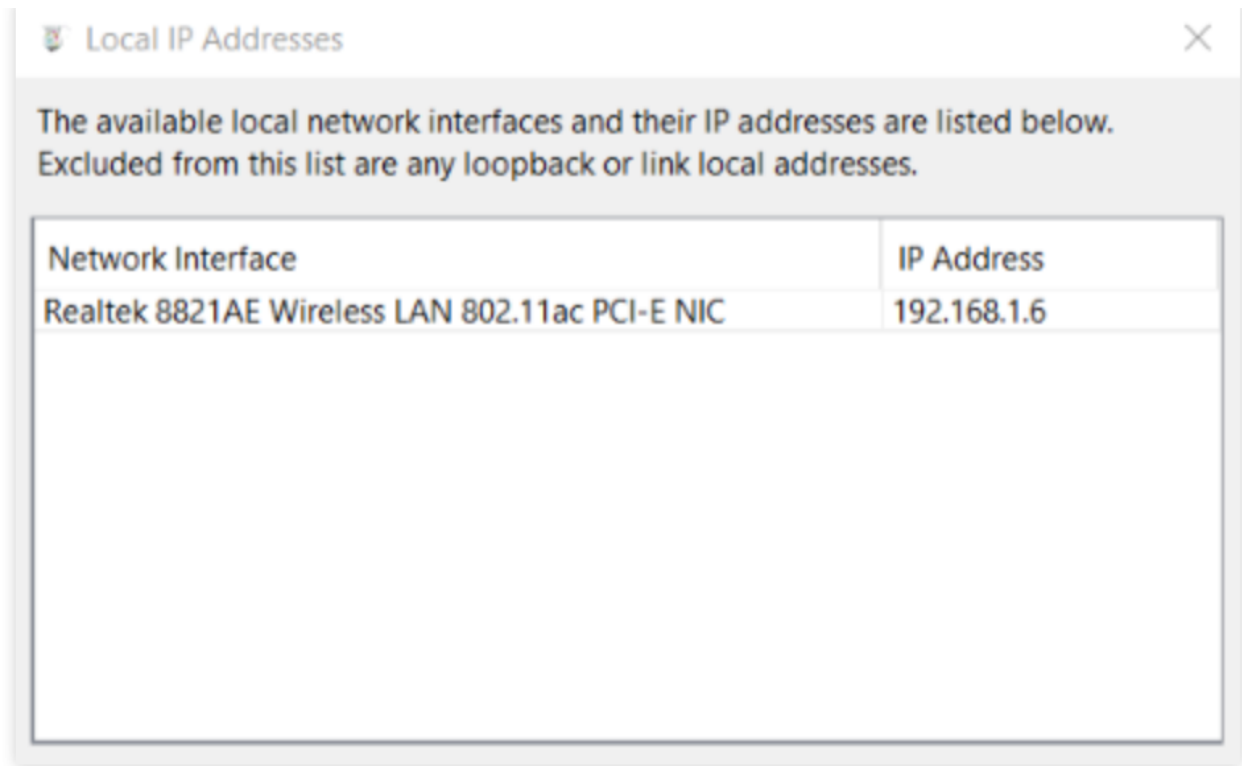 Local IP Addresses
The available local network interfaces and their IP addresses are listed below.
Excluded from this list are any loopback or link local addresses.
Network Interface IP Address
Realtek 8821AE Wireless LAN 802.11ac PCI-E NIC 192.168.1.6